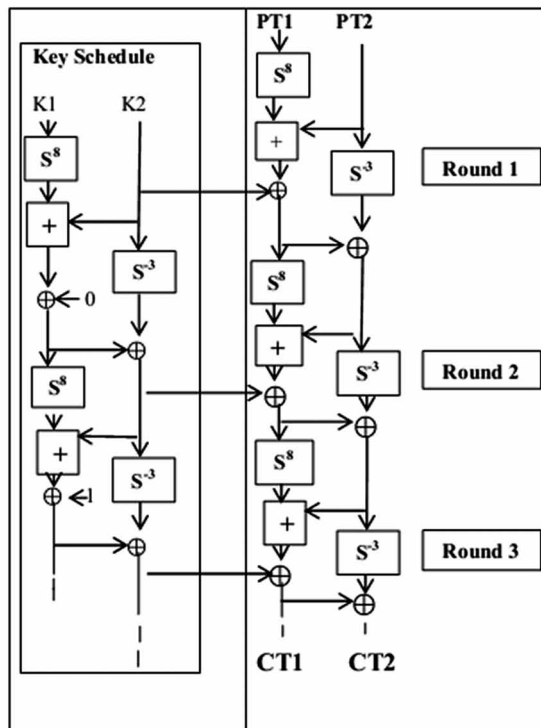 PT1 PT2
Key Schedule
S⁸
K1 K2
+
S⁸
S⁻³
Round 1
+
S⁻³
S⁸
0
+
S⁸
S⁻³
Round 2
+
S⁸
S⁻³
1
+
S⁻³
Round 3
CT1 CT2